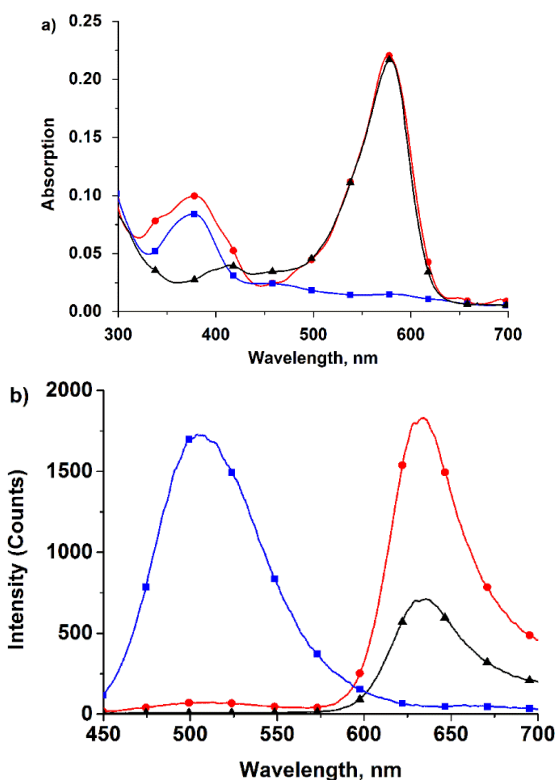 a)
0.25
0.20
0.15
0.10
0.05
0.00
Absorption
300 400 500 600 700
Wavelength, nm
b)
2000
1500
1000
500
0
Intensity (Counts)
450 500 550 600 650 700
Wavelength, nm